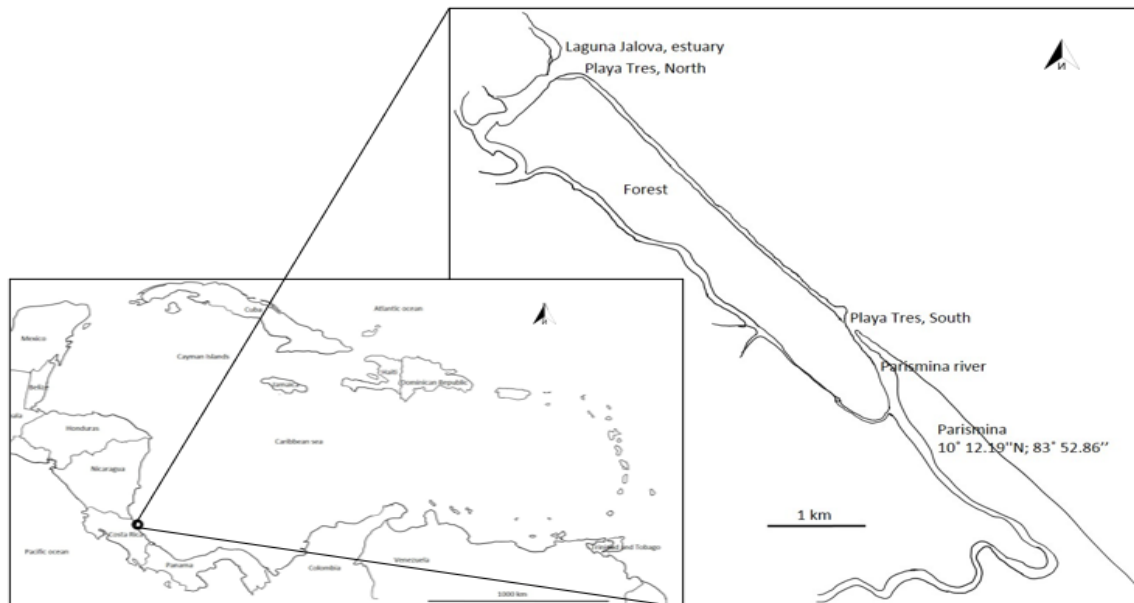 Laguna Jalova, estuary
Playa Tres, North
N
Forest
Playa Tres, South
Parismina river
Parismina
10˚ 12.19''N; 83˚ 52.86''
1 km
N
Cuba
Atlantic ocean
Mexico
Cayman Islands
Haiti
Dominican Republic
Jamaica
Belize
ala
Honduras
Caribbean sea
Nicaragua
Costa Rica
Pacific ocean
Panama
Colombia
Venezuela
Trinidad and Tobago
1000 km